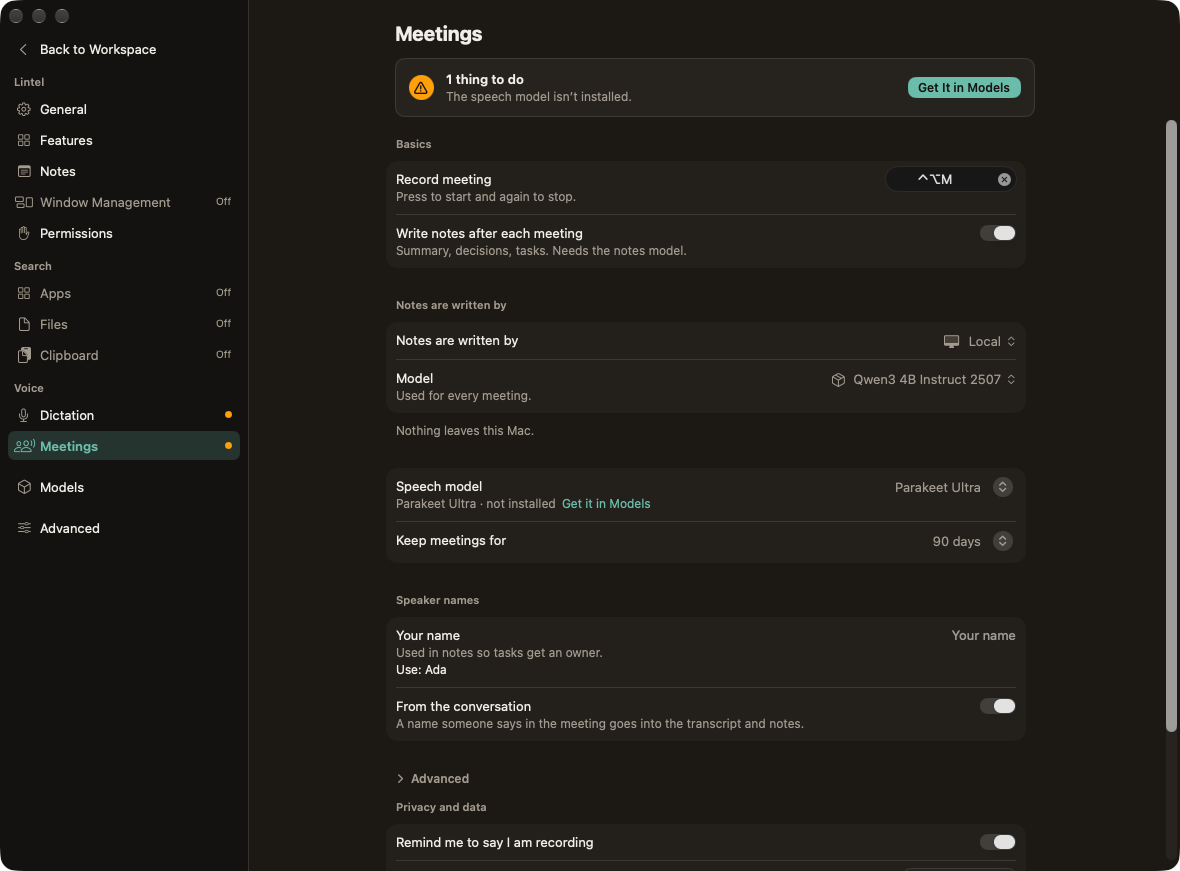 Back to Workspace
Lintel
General
Features
Notes
Window Management Off
Permissions
Search
Apps Off
Files Off
Clipboard Off
Voice
Dictation
Meetings
Models
Advanced
Meetings
1 thing to do
The speech model isn't installed.
Get It in Models
Basics
Record meeting
Press to start and again to stop.
^⌥M
Write notes after each meeting
Summary, decisions, tasks. Needs the notes model.
Notes are written by
Notes are written by Local
Model
Used for every meeting.
Qwen3 4B Instruct 2507
Nothing leaves this Mac.
Speech model
Parakeet Ultra · not installed Get it in Models
Parakeet Ultra
Keep meetings for 90 days
Speaker names
Your name
Used in notes so tasks get an owner.
Use: Ada
Your name
From the conversation
A name someone says in the meeting goes into the transcript and notes.
Advanced
Privacy and data
Remind me to say I am recording